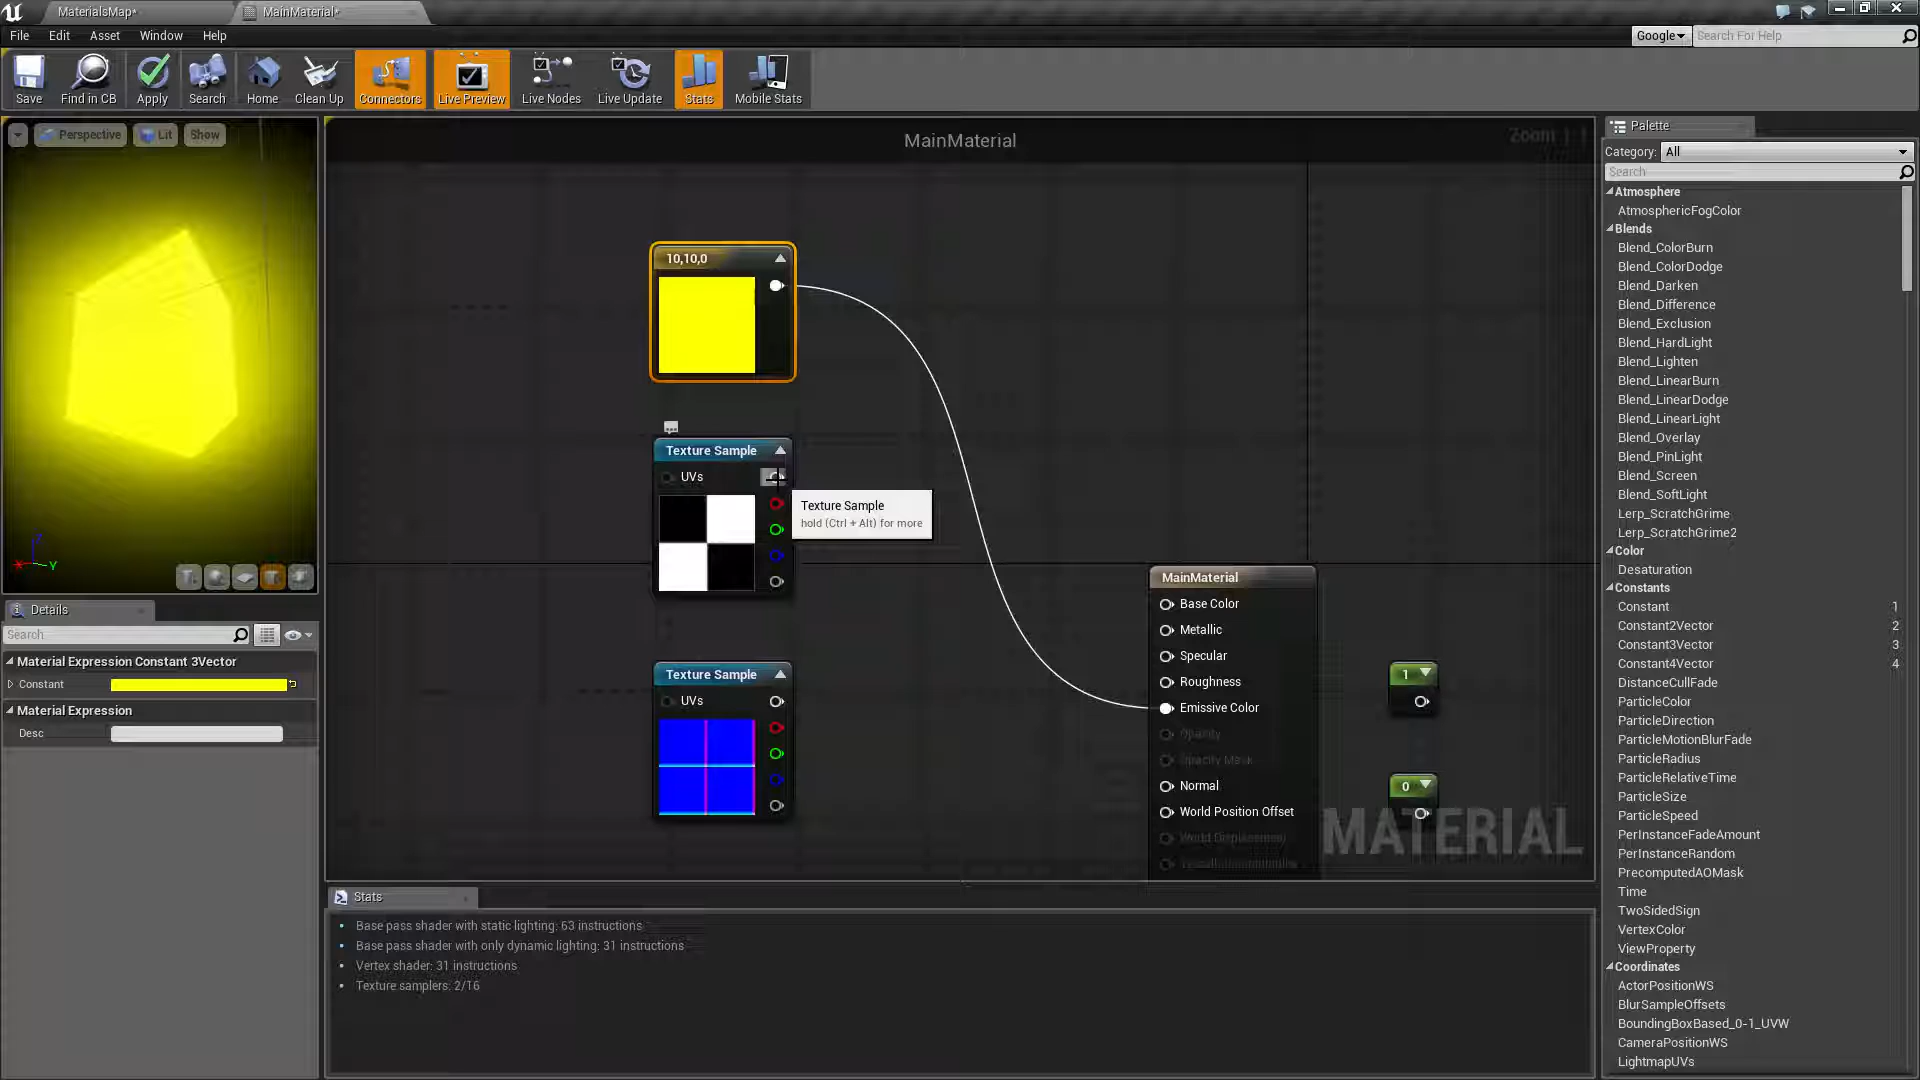 MaterialsMap*
MainMaterial*
File Edit Asset Window Help
Google
Search For Help
Save
Find in CB
Apply
Search
Home
Clean Up
Connectors
Live Preview
Live Nodes
Live Update
Stats
Mobile Stats
Perspective
Lit
Show
Z
Y
Details
Search
Material Expression Constant 3Vector
Constant
Material Expression
Desc
MainMaterial
Zoom 1:1
10,10,0
Texture Sample
UVs
Texture Sample
hold (Ctrl + Alt) for more
Texture Sample
UVs
MainMaterial
Base Color
Metallic
Specular
Roughness
Emissive Color
Opacity
Opacity Mask
Normal
World Position Offset
World Displacement
1
0
MATERIAL
Stats
Base pass shader with static lighting: 63 instructions
Base pass shader with only dynamic lighting: 31 instructions
Vertex shader: 31 instructions
Texture samplers: 2/16
Palette
Category: All
Search
Atmosphere
AtmosphericFogColor
Blends
Blend_ColorBurn
Blend_ColorDodge
Blend_Darken
Blend_Difference
Blend_Exclusion
Blend_HardLight
Blend_Lighten
Blend_LinearBurn
Blend_LinearDodge
Blend_LinearLight
Blend_Overlay
Blend_PinLight
Blend_Screen
Blend_SoftLight
Lerp_ScratchGrime
Lerp_ScratchGrime2
Color
Desaturation
Constants
Constant 1
Constant2Vector 2
Constant3Vector 3
Constant4Vector 4
DistanceCullFade
ParticleColor
ParticleDirection
ParticleMotionBlurFade
ParticleRadius
ParticleRelativeTime
ParticleSize
ParticleSpeed
PerInstanceFadeAmount
PerInstanceRandom
PrecomputedAOMask
Time
TwoSidedSign
VertexColor
ViewProperty
Coordinates
ActorPositionWS
BlurSampleOffsets
BoundingBoxBased_0-1_UVW
CameraPositionWS
LightmapUVs